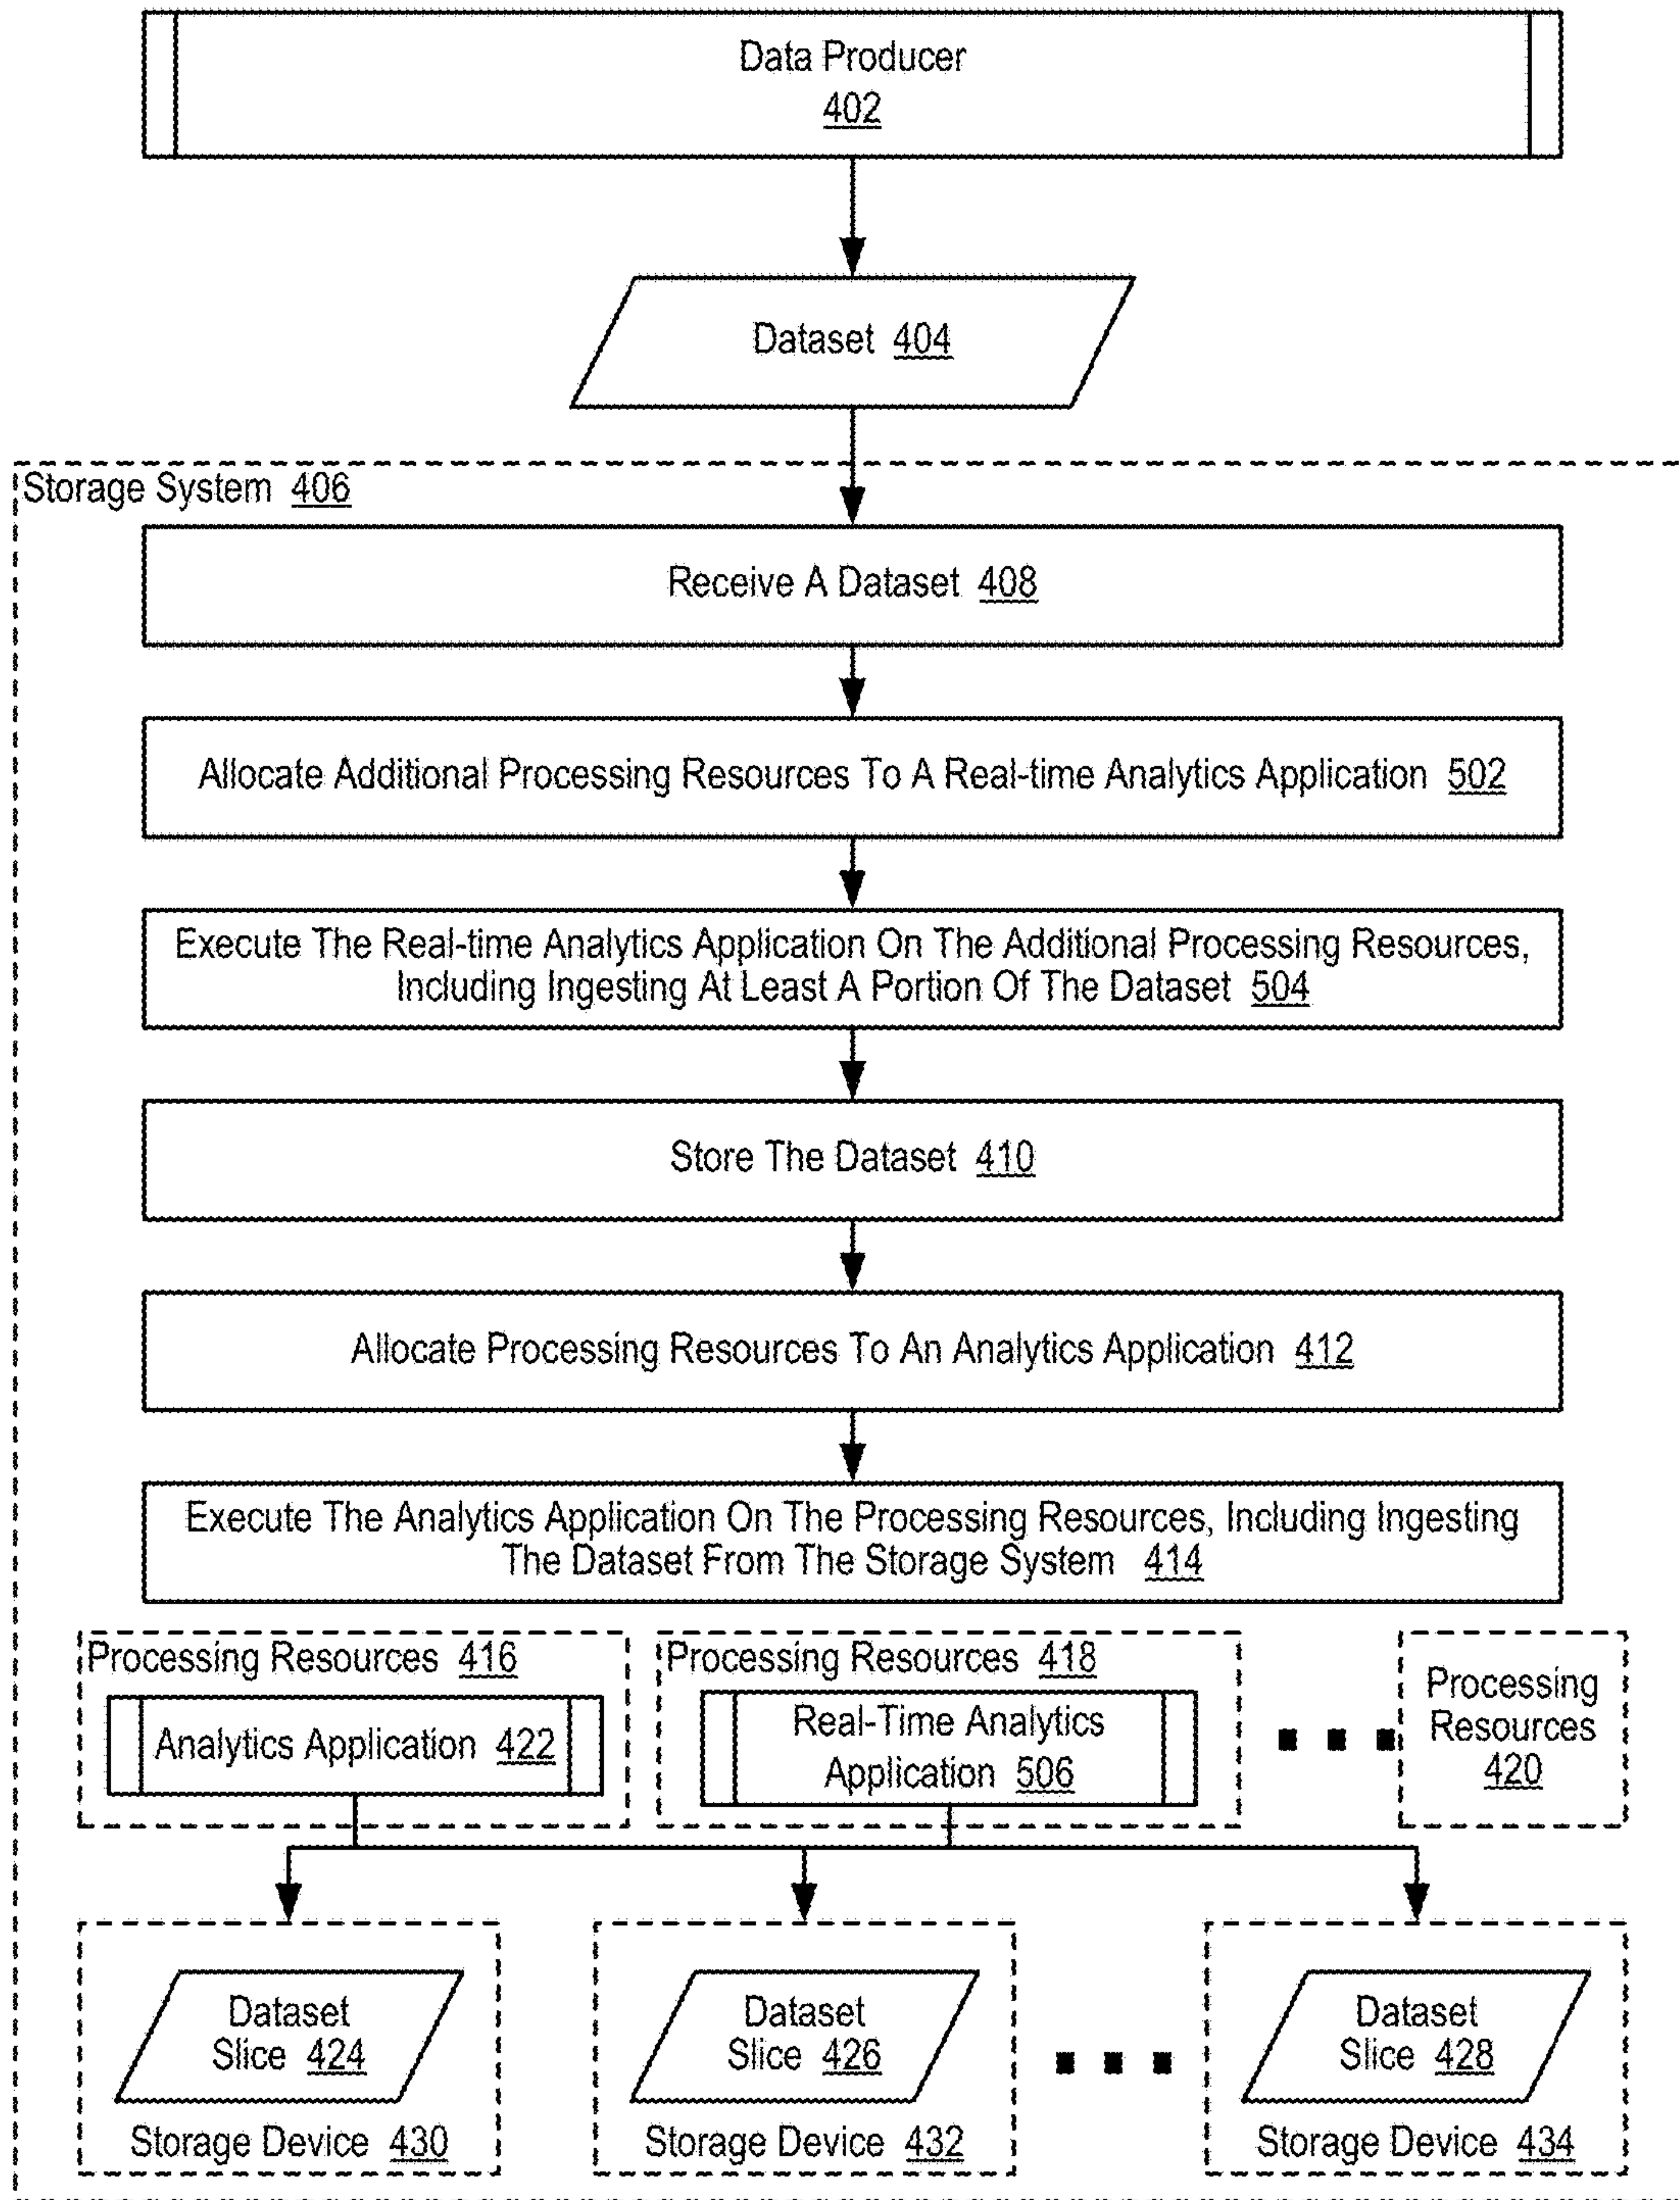 Data Producer
402
Dataset 404
Storage System 406
Receive A Dataset 408
Allocate Additional Processing Resources To A Real-time Analytics Application 502
Execute The Real-time Analytics Application On The Additional Processing Resources,
Including Ingesting At Least A Portion Of The Dataset 504
Store The Dataset 410
Allocate Processing Resources To An Analytics Application 412
Execute The Analytics Application On The Processing Resources, Including Ingesting
The Dataset From The Storage System 414
Processing Resources 416
Analytics Application 422
Processing Resources 418
Real-Time Analytics
Application 506
Processing
Resources
420
Dataset
Slice 424
Storage Device 430
Dataset
Slice 426
Storage Device 432
Dataset
Slice 428
Storage Device 434